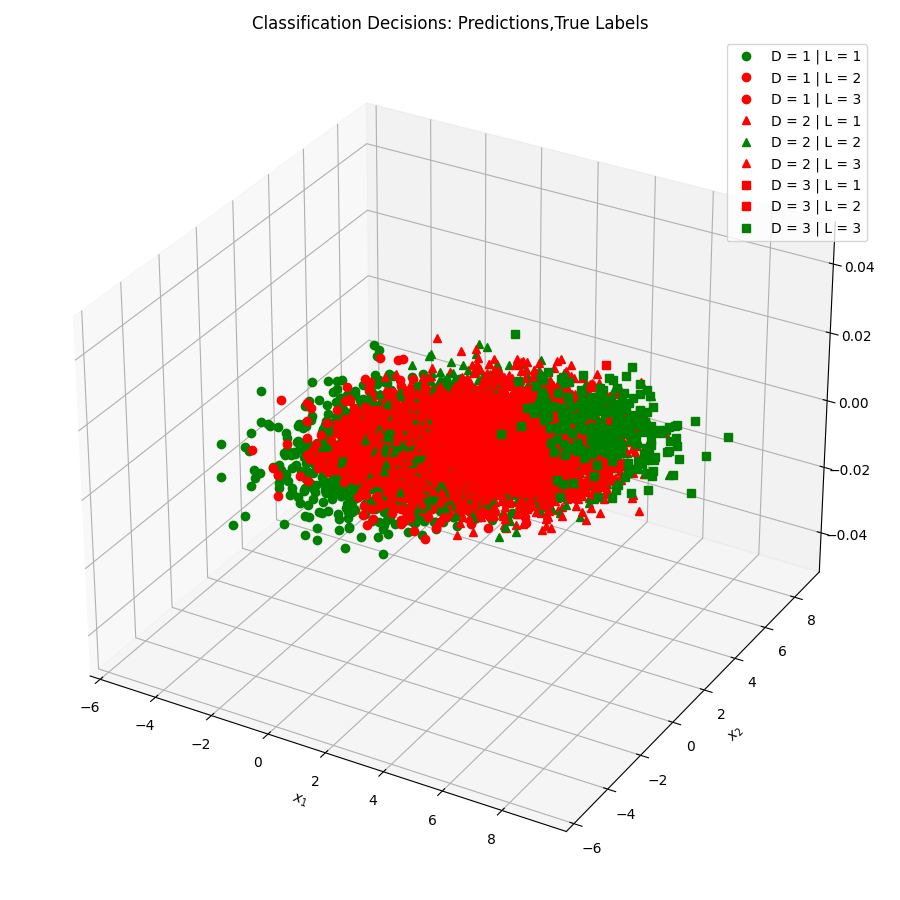 Classification Decisions: Predictions,True Labels
D = 1 | L = 1
D = 1 | L = 2
D = 1 | L = 3
D = 2 | L = 1
D = 2 | L = 2
D = 2 | L = 3
D = 3 | L = 1
D = 3 | L = 2
D = 3 | L = 3
0.04
0.02
0.00
−0.02
−0.04
8
6
4
2
0
−2
−4
−6
x₂
−6
−4
−2
0
2
4
6
8
x₁